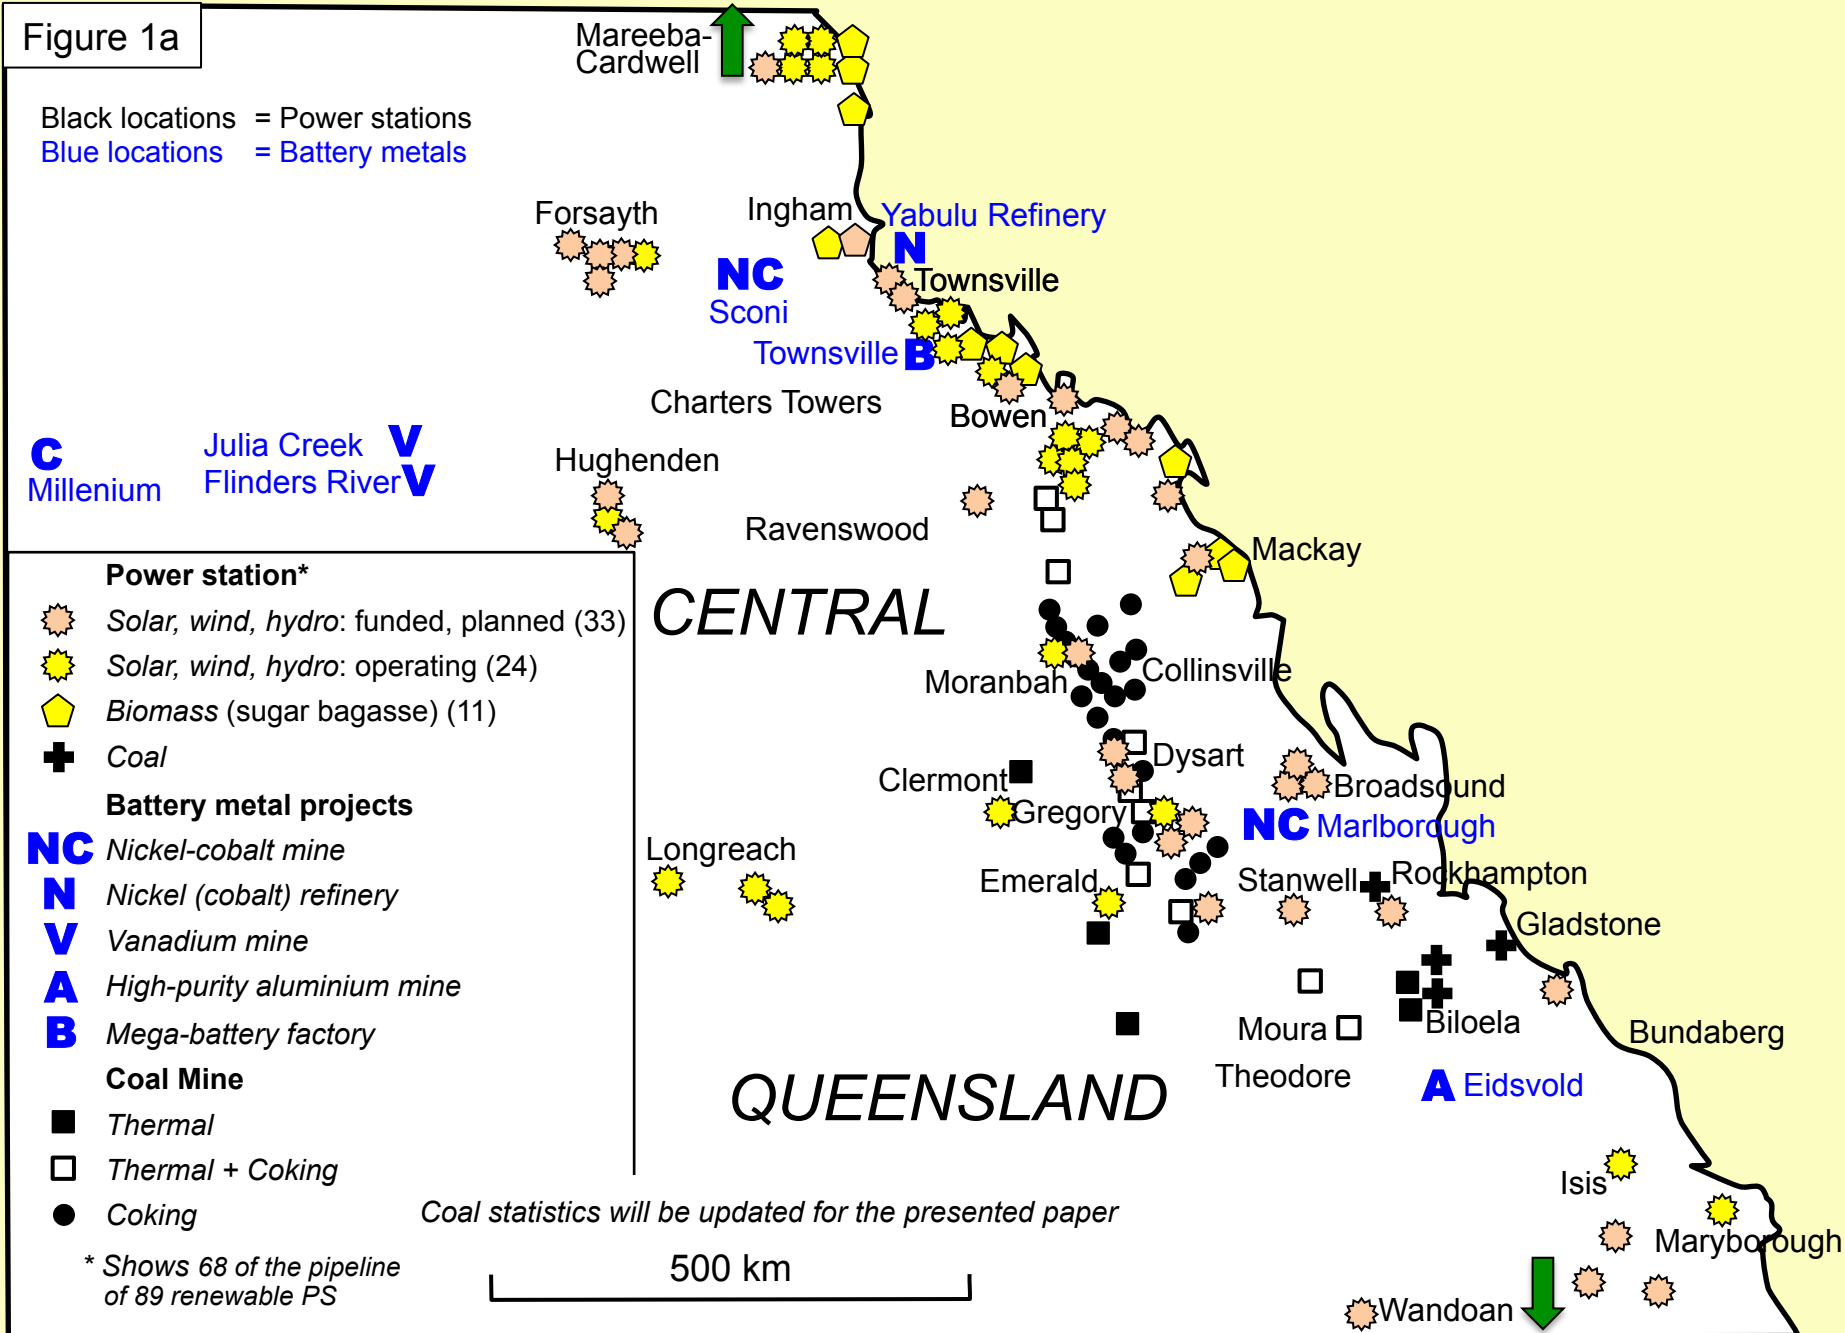 Figure 1a
Mareeba-
Cardwell
Black locations = Power stations
Blue locations = Battery metals
Forsayth
Ingham
Yabulu Refinery
N
NC
Sconi
Townsville
Townsville B
Charters Towers
Bowen
C
Millenium
Julia Creek V
Flinders River V
Hughenden
Ravenswood
Mackay
CENTRAL
Moranbah
Collinsville
Dysart
Clermont
Broadsound
Gregory
NC Marlborough
Longreach
Emerald
Stanwell
Rockhampton
Gladstone
Moura
Biloela
Bundaberg
Theodore
A Eidsvold
QUEENSLAND
Isis
Maryborough
Wandoan
Power station*
Solar, wind, hydro: funded, planned (33)
Solar, wind, hydro: operating (24)
Biomass (sugar bagasse) (11)
Coal
Battery metal projects
NC Nickel-cobalt mine
N Nickel (cobalt) refinery
V Vanadium mine
A High-purity aluminium mine
B Mega-battery factory
Coal Mine
Thermal
Thermal + Coking
Coking
* Shows 68 of the pipeline
of 89 renewable PS
Coal statistics will be updated for the presented paper
500 km